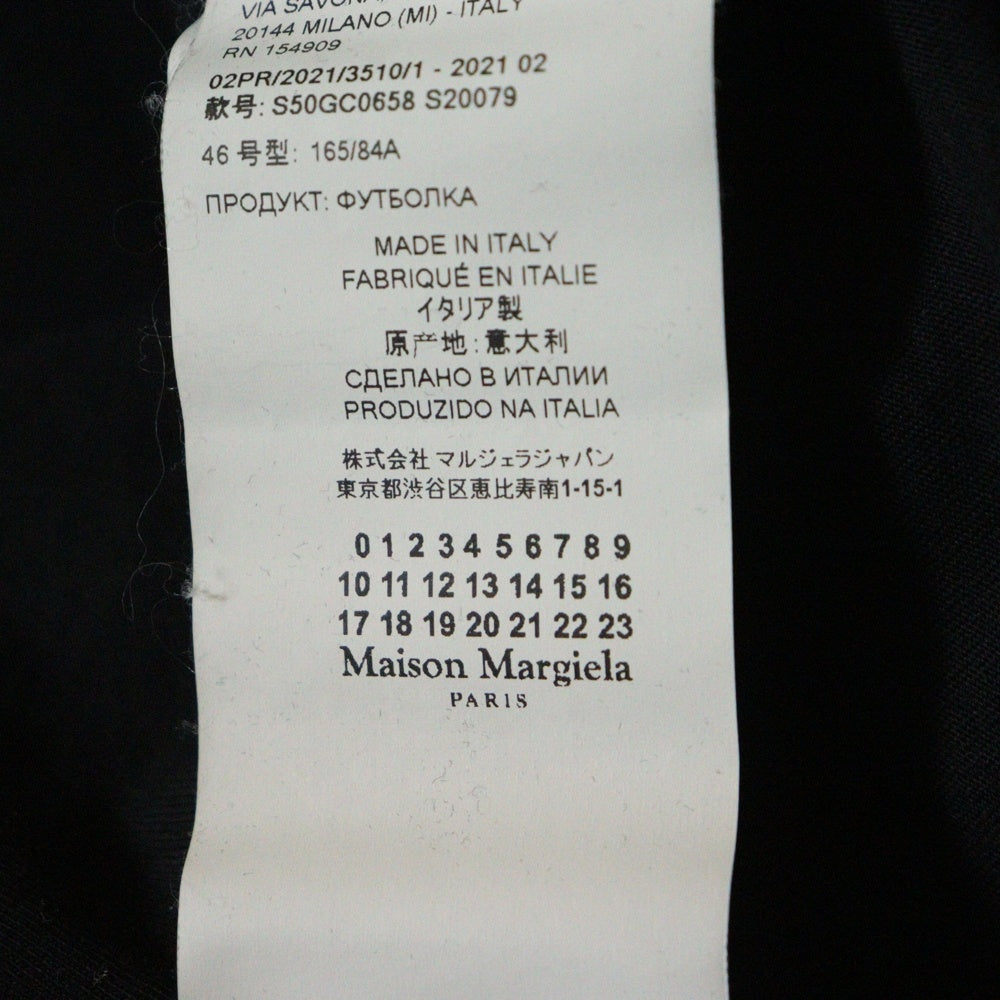 VIA SAVONA,
20144 MILANO (MI) - ITALY
RN 154909
02PR/2021/3510/1 - 2021 02
款号: S50GC0658 S20079
46 号型: 165/84A
ПРОДУКТ: ФУТБОЛКА
MADE IN ITALY
FABRIQUÉ EN ITALIE
イタリア製
原产地: 意大利
СДЕЛАНО В ИТАЛИИ
PRODUZIDO NA ITALIA
株式会社 マルジェラジャパン
東京都渋谷区恵比寿南1-15-1
0 1 2 3 4 5 6 7 8 9
10 11 12 13 14 15 16
17 18 19 20 21 22 23
Maison Margiela
PARIS